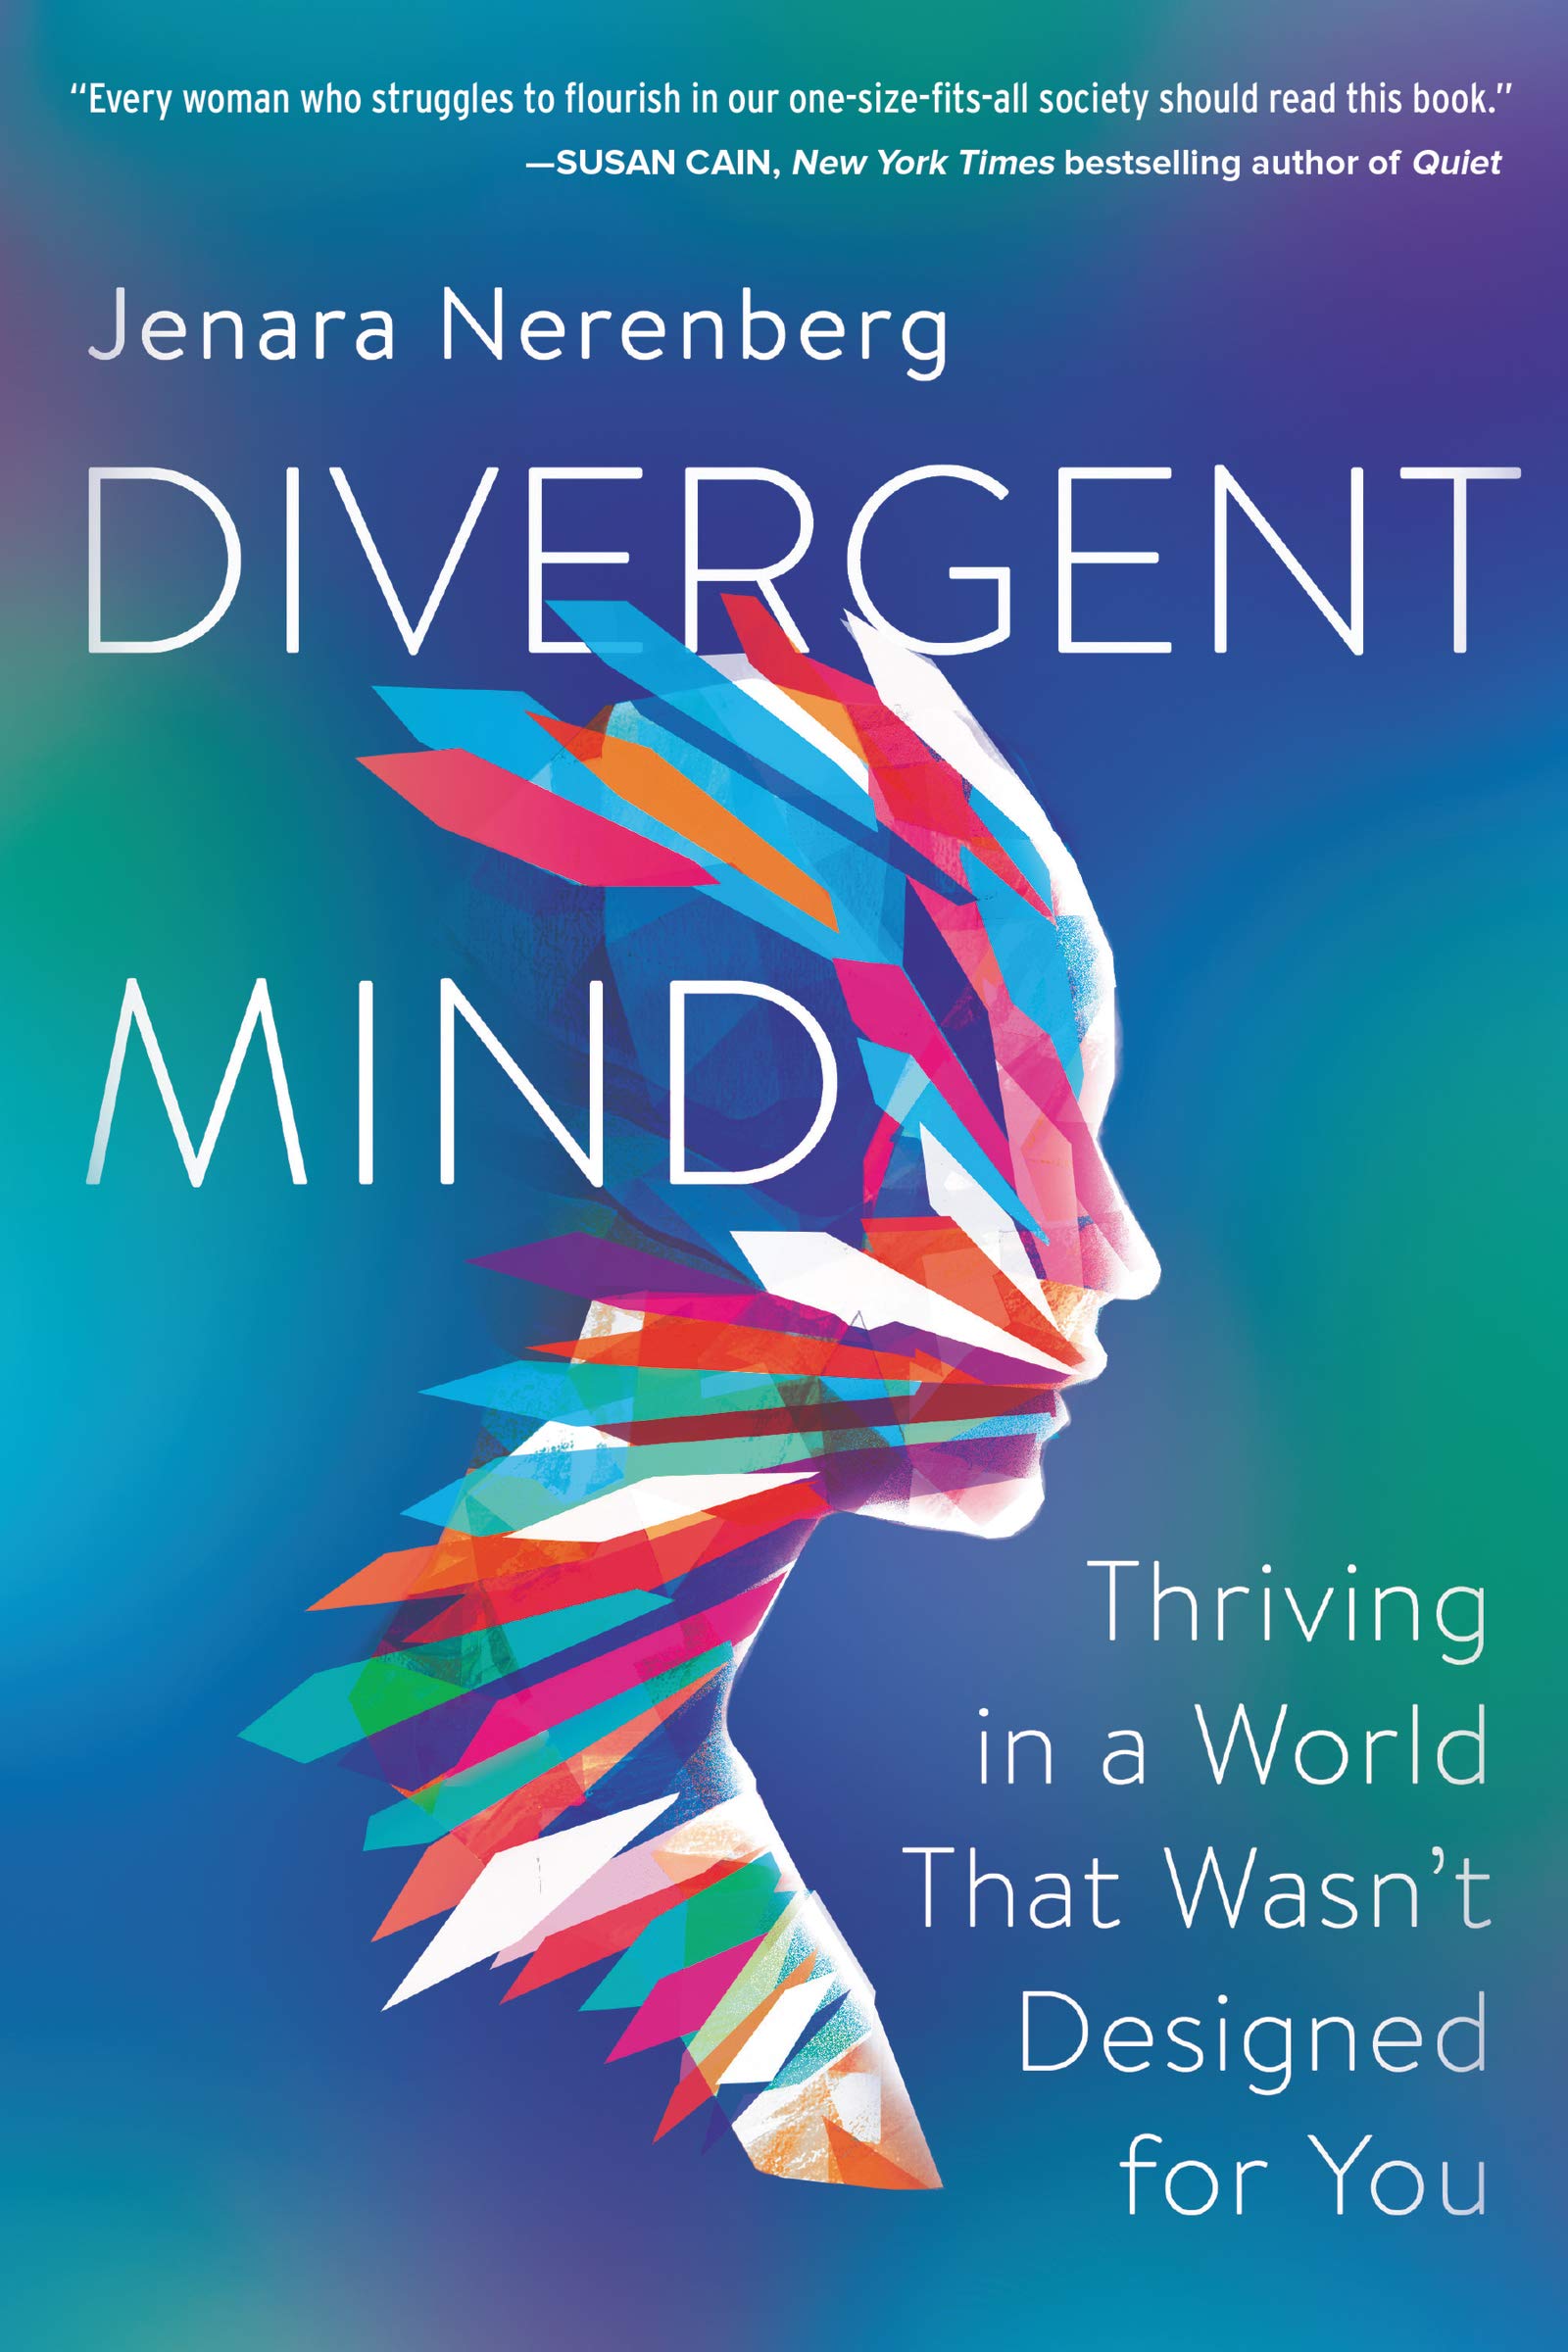 “Every woman who struggles to flourish in our one-size-fits-all society should read this book.”
—SUSAN CAIN, New York Times bestselling author of Quiet
Jenara Nerenberg
DIVERGENT
MIND
Thriving
in a World
That Wasn’t
Designed
for You